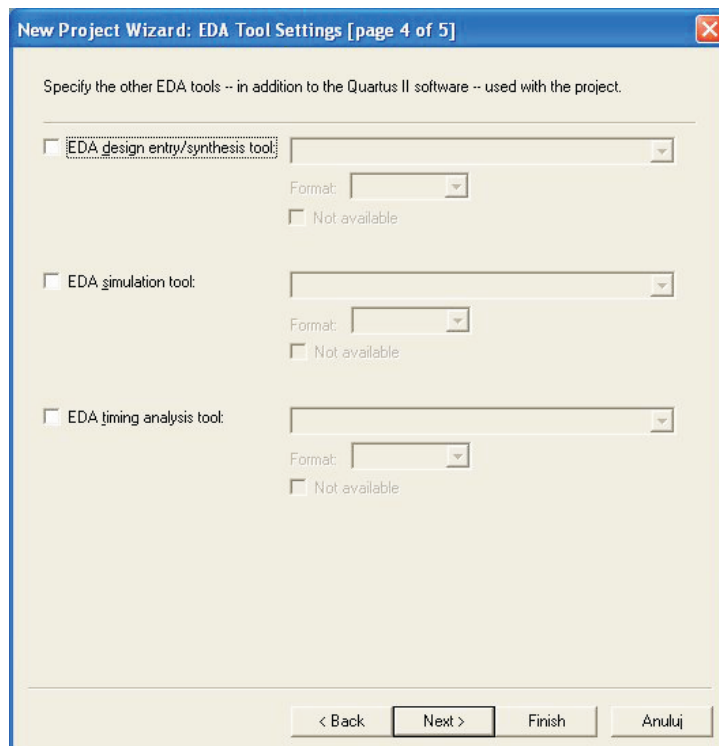 New Project Wizard: EDA Tool Settings [page 4 of 5]
Specify the other EDA tools -- in addition to the Quartus II software -- used with the project.
EDA design entry/synthesis tool:
Format:
Not available
EDA simulation tool:
Format:
Not available
EDA timing analysis tool:
Format:
Not available
< Back Next > Finish Anuluj